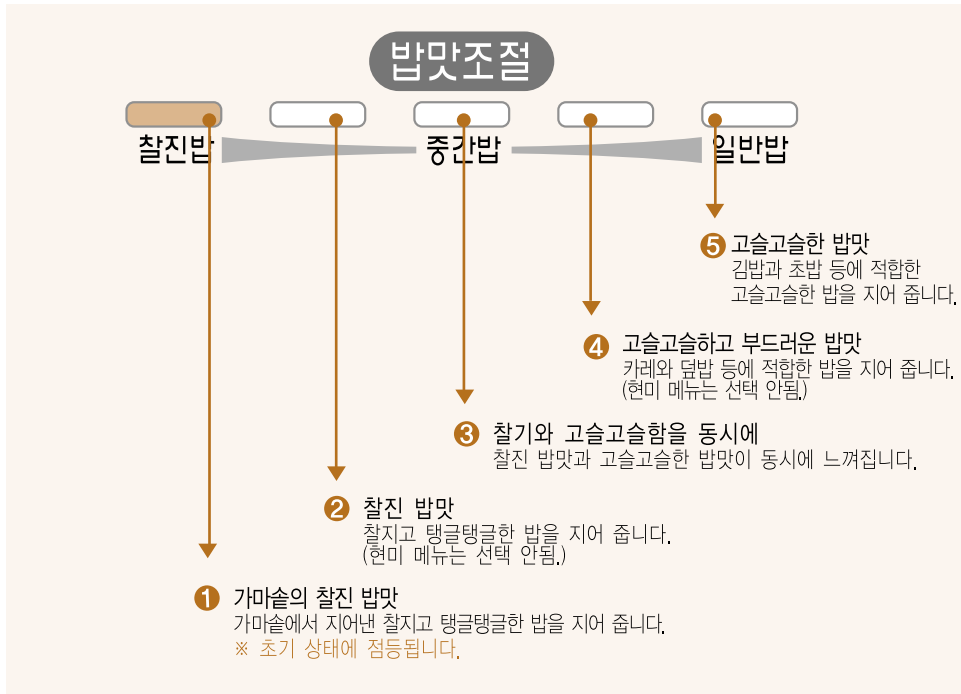 밥맛조절
찰진밥 중간밥 일반밥
❺ 고슬고슬한 밥맛
김밥과 초밥 등에 적합한
고슬고슬한 밥을 지어 줍니다.
❹ 고슬고슬하고 부드러운 밥맛
카레와 덮밥 등에 적합한 밥을 지어 줍니다.
(현미 메뉴는 선택 안됨.)
❸ 찰기와 고슬고슬함을 동시에
찰진 밥맛과 고슬고슬한 밥맛이 동시에 느껴집니다.
❷ 찰진 밥맛
찰지고 탱글탱글한 밥을 지어 줍니다.
(현미 메뉴는 선택 안됨.)
❶ 가마솥의 찰진 밥맛
가마솥에서 지어낸 찰지고 탱글탱글한 밥을 지어 줍니다.
※ 초기 상태에 점등됩니다.